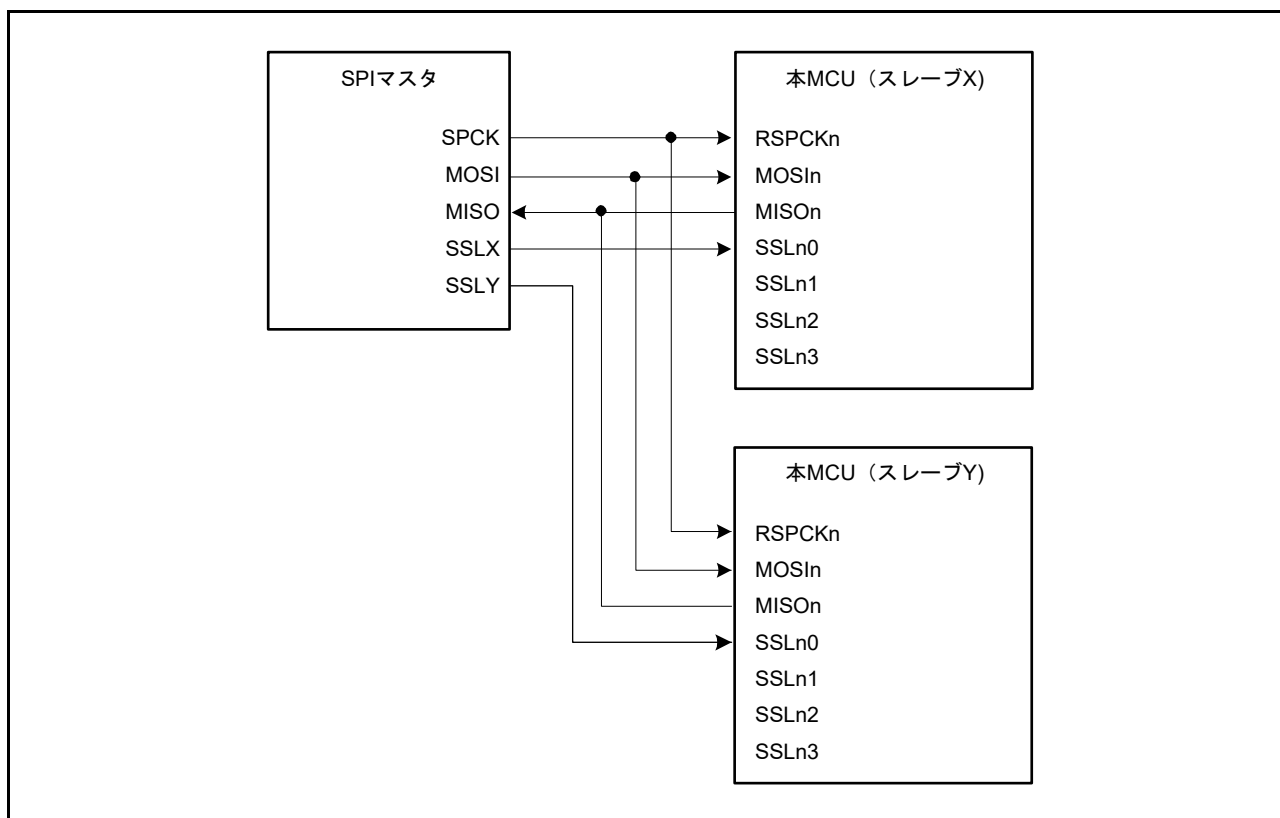 SPIマスタ
SPCK
MOSI
MISO
SSLX
SSLY
本MCU（スレーブX)
RSPCKn
MOSIn
MISOn
SSLn0
SSLn1
SSLn2
SSLn3
本MCU（スレーブY)
RSPCKn
MOSIn
MISOn
SSLn0
SSLn1
SSLn2
SSLn3